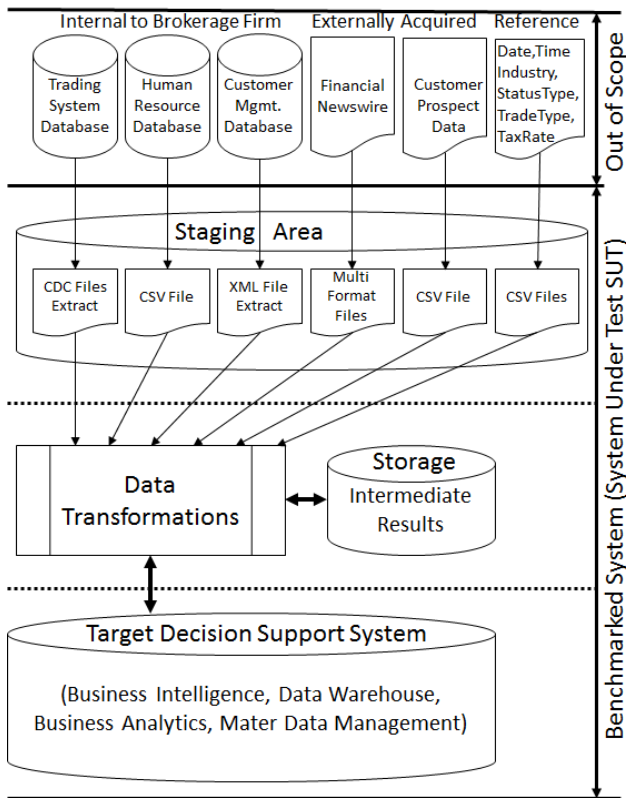 Internal to Brokerage Firm
Externally Acquired
Reference
Trading
System
Database
Human
Resource
Database
Customer
Mgmt.
Database
Financial
Newswire
Customer
Prospect
Data
Date,Time
Industry,
StatusType,
TradeType,
TaxRate
Out of Scope
Staging Area
CDC Files
Extract
CSV File
XML File
Extract
Multi
Format
Files
CSV File
CSV Files
Data
Transformations
Storage
Intermediate
Results
Target Decision Support System
(Business Intelligence, Data Warehouse,
Business Analytics, Mater Data Management)
Benchmarked System (System Under Test SUT)